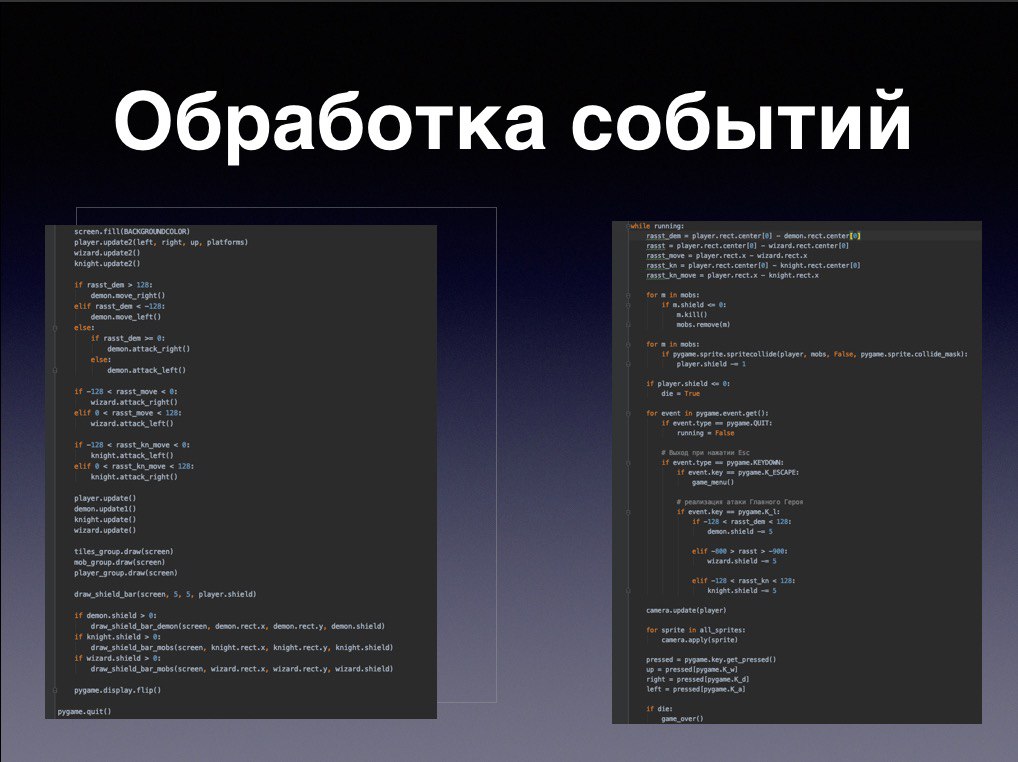 Обработка событий
screen.fill(BACKGROUNDCOLOR)
player.update2(left, right, up, platforms)
wizard.update2()
knight.update2()
if rasst_dem > 128:
demon.move_right()
elif rasst_dem < -128:
demon.move_left()
else:
if rasst_dem >= 0:
demon.attack_right()
else:
demon.attack_left()
if -128 < rasst_move < 0:
wizard.attack_right()
elif 0 < rasst_move < 128:
wizard.attack_left()
if -128 < rasst_kn_move < 0:
knight.attack_left()
elif 0 < rasst_kn_move < 128:
knight.attack_right()
player.update()
demon.update1()
knight.update()
wizard.update()
tiles_group.draw(screen)
mob_group.draw(screen)
player_group.draw(screen)
draw_shield_bar(screen, 5, 5, player.shield)
if demon.shield > 0:
draw_shield_bar_demon(screen, demon.rect.x, demon.rect.y, demon.shield)
if knight.shield > 0:
draw_shield_bar_mobs(screen, knight.rect.x, knight.rect.y, knight.shield)
if wizard.shield > 0:
draw_shield_bar_mobs(screen, wizard.rect.x, wizard.rect.y, wizard.shield)
pygame.display.flip()
pygame.quit()
while running:
rasst_dem = player.rect.center[0] - demon.rect.center[0]
rasst = player.rect.center[0] - wizard.rect.center[0]
rasst_move = player.rect.x - wizard.rect.x
rasst_kn = player.rect.center[0] - knight.rect.center[0]
rasst_kn_move = player.rect.x - knight.rect.x
for m in mobs:
if m.shield <= 0:
m.kill()
mobs.remove(m)
for m in mobs:
if pygame.sprite.spritecollide(player, mobs, False, pygame.sprite.collide_mask):
player.shield -= 1
if player.shield <= 0:
die = True
for event in pygame.event.get():
if event.type == pygame.QUIT:
running = False
# Выход при нажатии Esc
if event.type == pygame.KEYDOWN:
if event.key == pygame.K_ESCAPE:
game_menu()
# реализация атаки Главного Героя
if event.key == pygame.K_l:
if -128 < rasst_dem < 128:
demon.shield -= 5
elif -800 > rasst > -900:
wizard.shield -= 5
elif -128 < rasst_kn < 128:
knight.shield -= 5
camera.update(player)
for sprite in all_sprites:
camera.apply(sprite)
pressed = pygame.key.get_pressed()
up = pressed[pygame.K_w]
right = pressed[pygame.K_d]
left = pressed[pygame.K_a]
if die:
game_over()